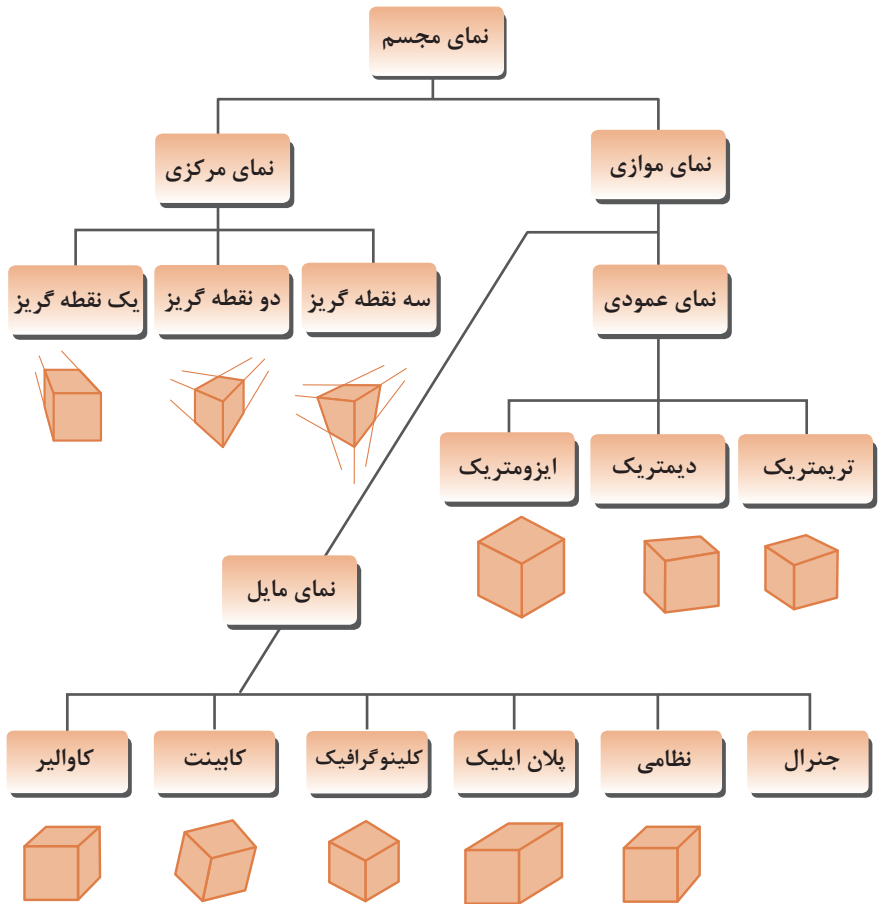 نمای مجسم
نمای موازی
نمای مرکزی
نمای عمودی
سه نقطه گریز
دو نقطه گریز
یک نقطه گریز
تریمتریک
دیمتریک
ایزومتریک
نمای مایل
جنرال
نظامی
پلان ایلیک
کلینوگرافیک
کابینت
کاوالیر